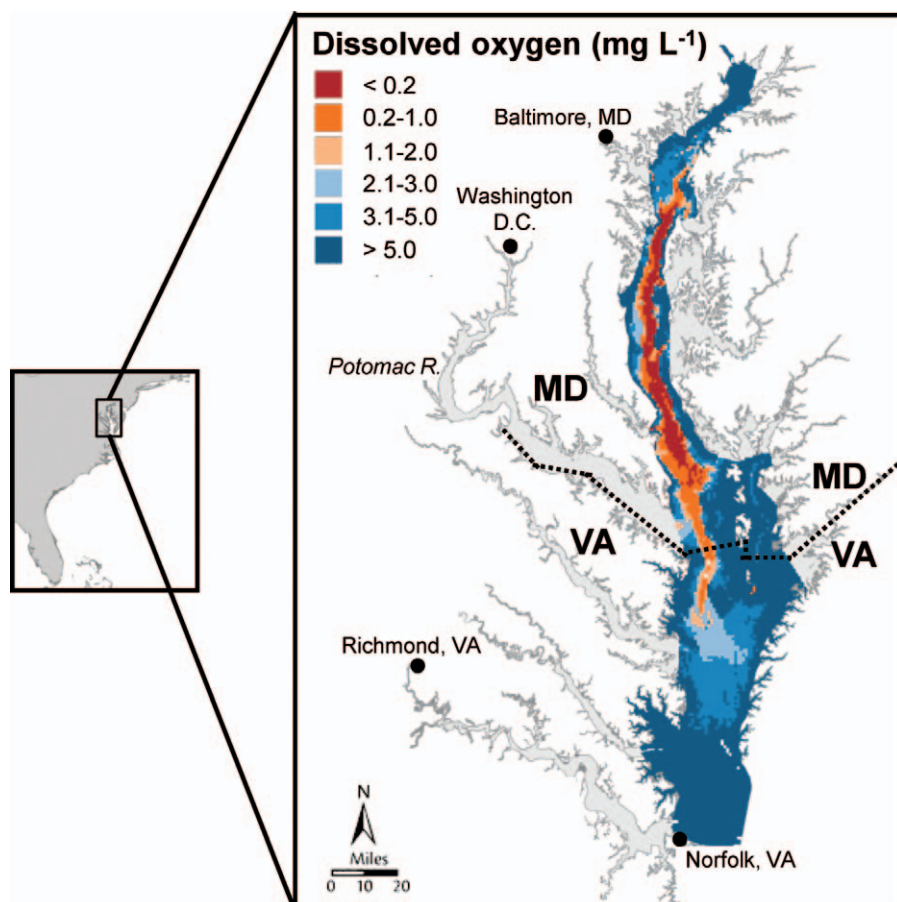 Dissolved oxygen (mg L-1)
< 0.2
0.2-1.0
1.1-2.0
2.1-3.0
3.1-5.0
> 5.0
Baltimore, MD
Washington
D.C.
Potomac R.
MD
MD
VA
VA
Richmond, VA
N
Miles
0 10 20
Norfolk, VA